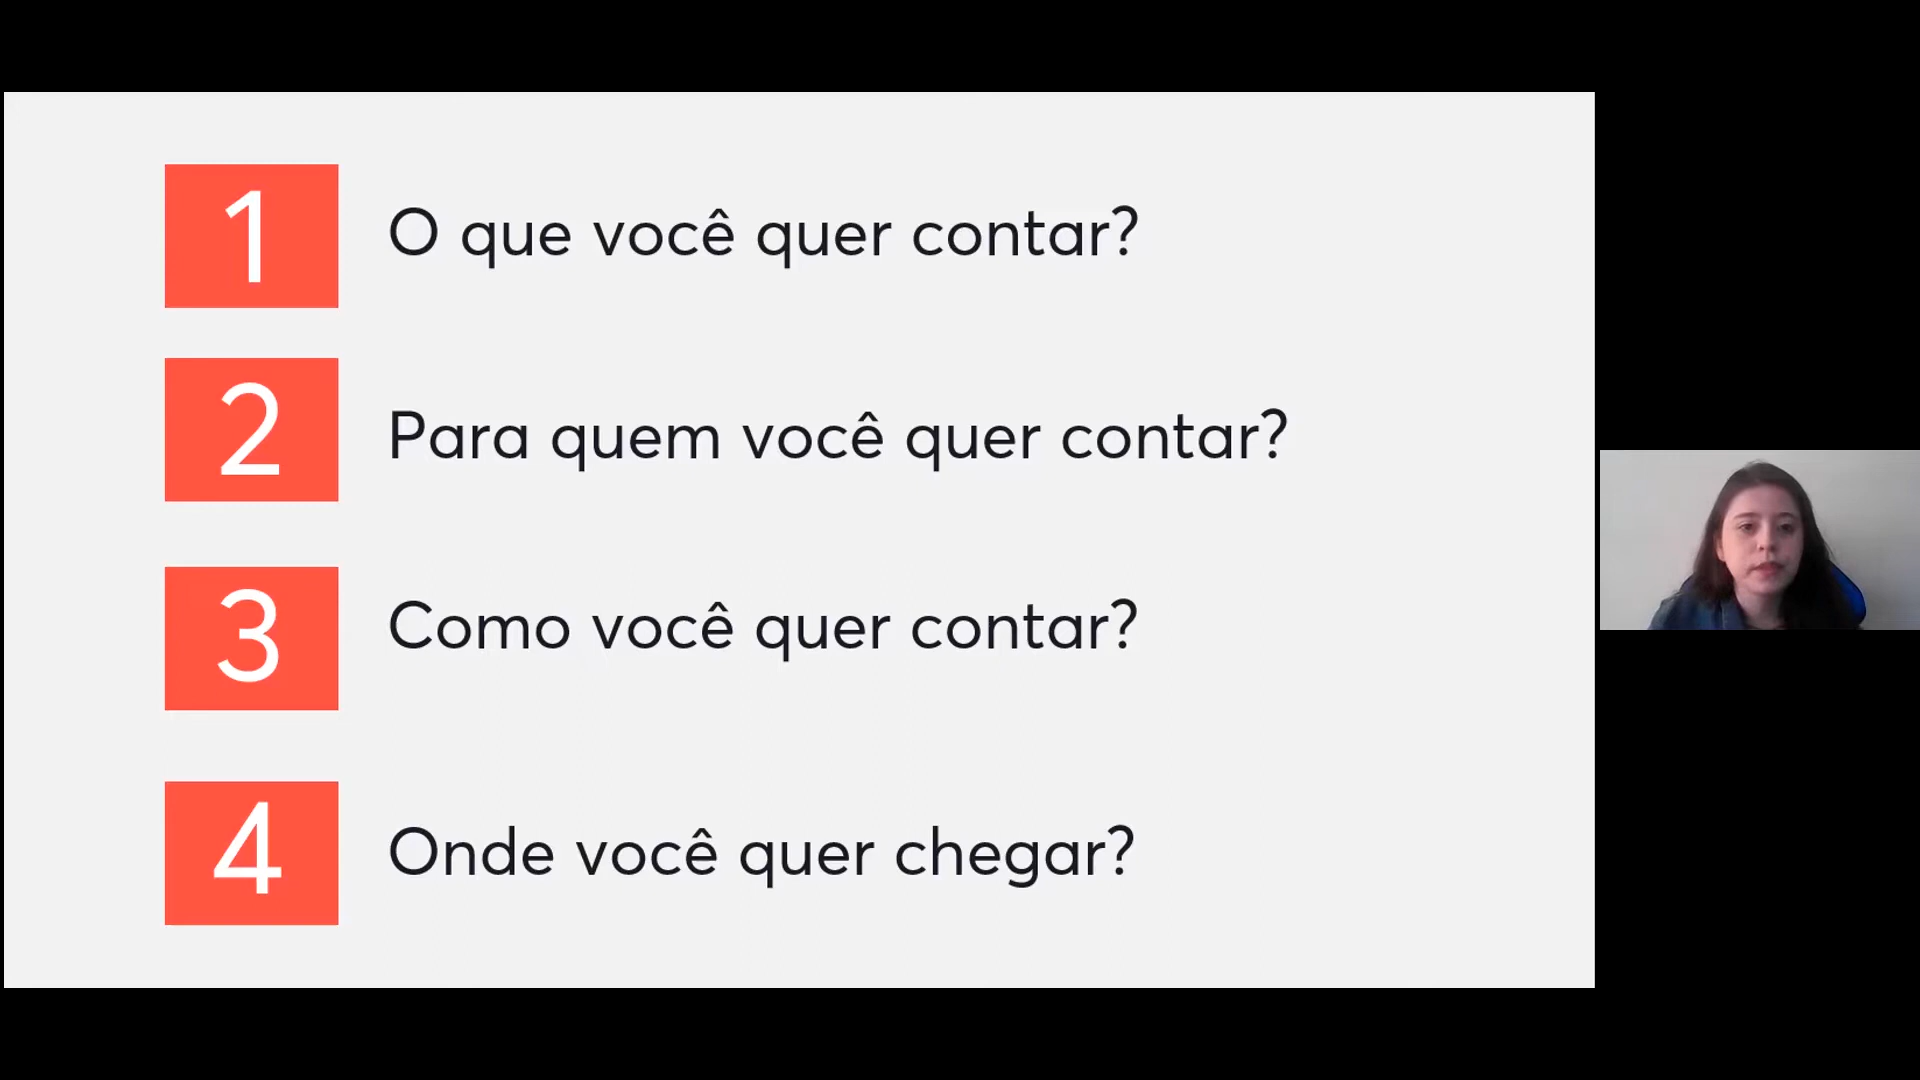 1 O que você quer contar?
2 Para quem você quer contar?
3 Como você quer contar?
4 Onde você quer chegar?